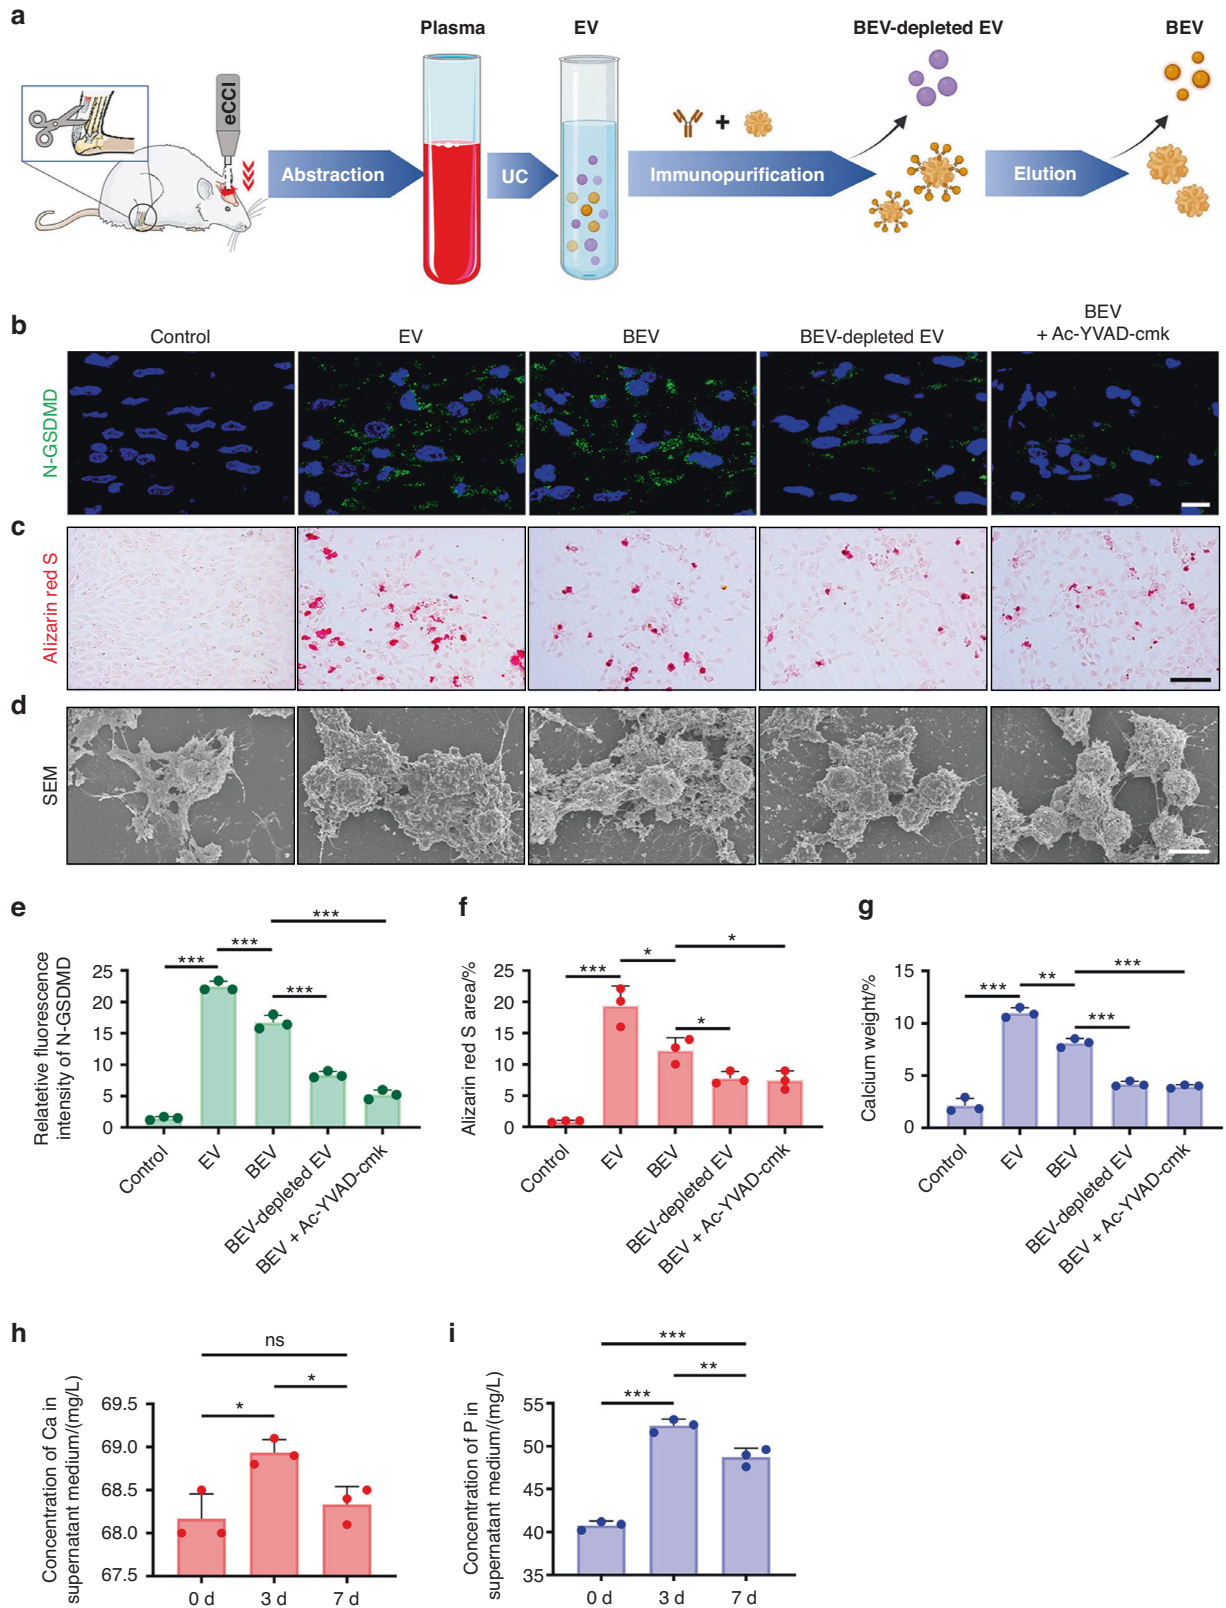 a
Plasma
EV
BEV-depleted EV
BEV
eCCI
+
Abstraction
UC
Immunopurification
Elution
b
Control
EV
BEV
BEV-depleted EV
BEV
+ Ac-YVAD-cmk
N-GSDMD
c
Alizarin red S
d
SEM
e
***
***
***
***
Relatetive fluorescence
intensity of N-GSDMD
25
20
15
10
5
0
Control
EV
BEV
BEV-depleted EV
BEV + Ac-YVAD-cmk
f
*
*
***
*
Alizarin red S area/%
25
20
15
10
5
0
Control
EV
BEV
BEV-depleted EV
BEV + Ac-YVAD-cmk
g
***
**
***
***
Calcium weight/%
15
10
5
0
Control
EV
BEV
BEV-depleted EV
BEV + Ac-YVAD-cmk
h
ns
*
*
Concentration of Ca in
supernatant medium/(mg/L)
69.5
69.0
68.5
68.0
67.5
0 d
3 d
7 d
i
***
**
***
Concentration of P in
supernatant medium/(mg/L)
55
50
45
40
35
0 d
3 d
7 d